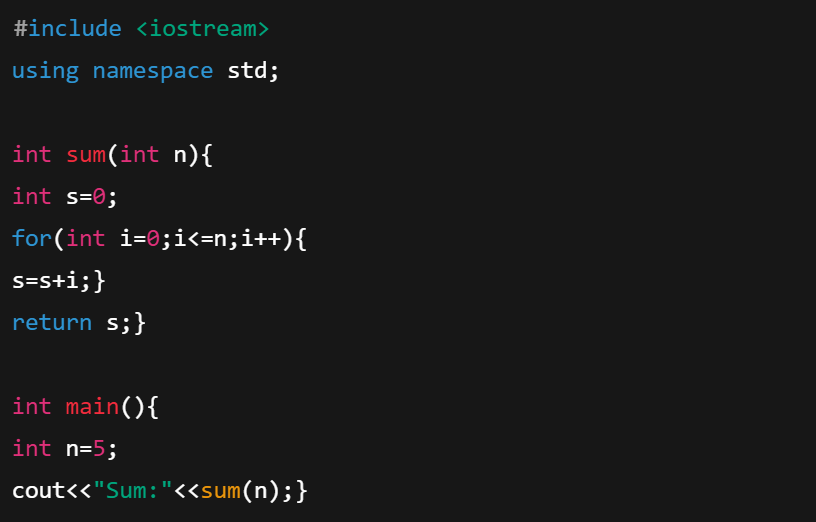 #include <iostream>
using namespace std;
int sum(int n){
int s=0;
for(int i=0;i<=n;i++){
s=s+i;}
return s;}
int main(){
int n=5;
cout<<"Sum:"<<sum(n);}